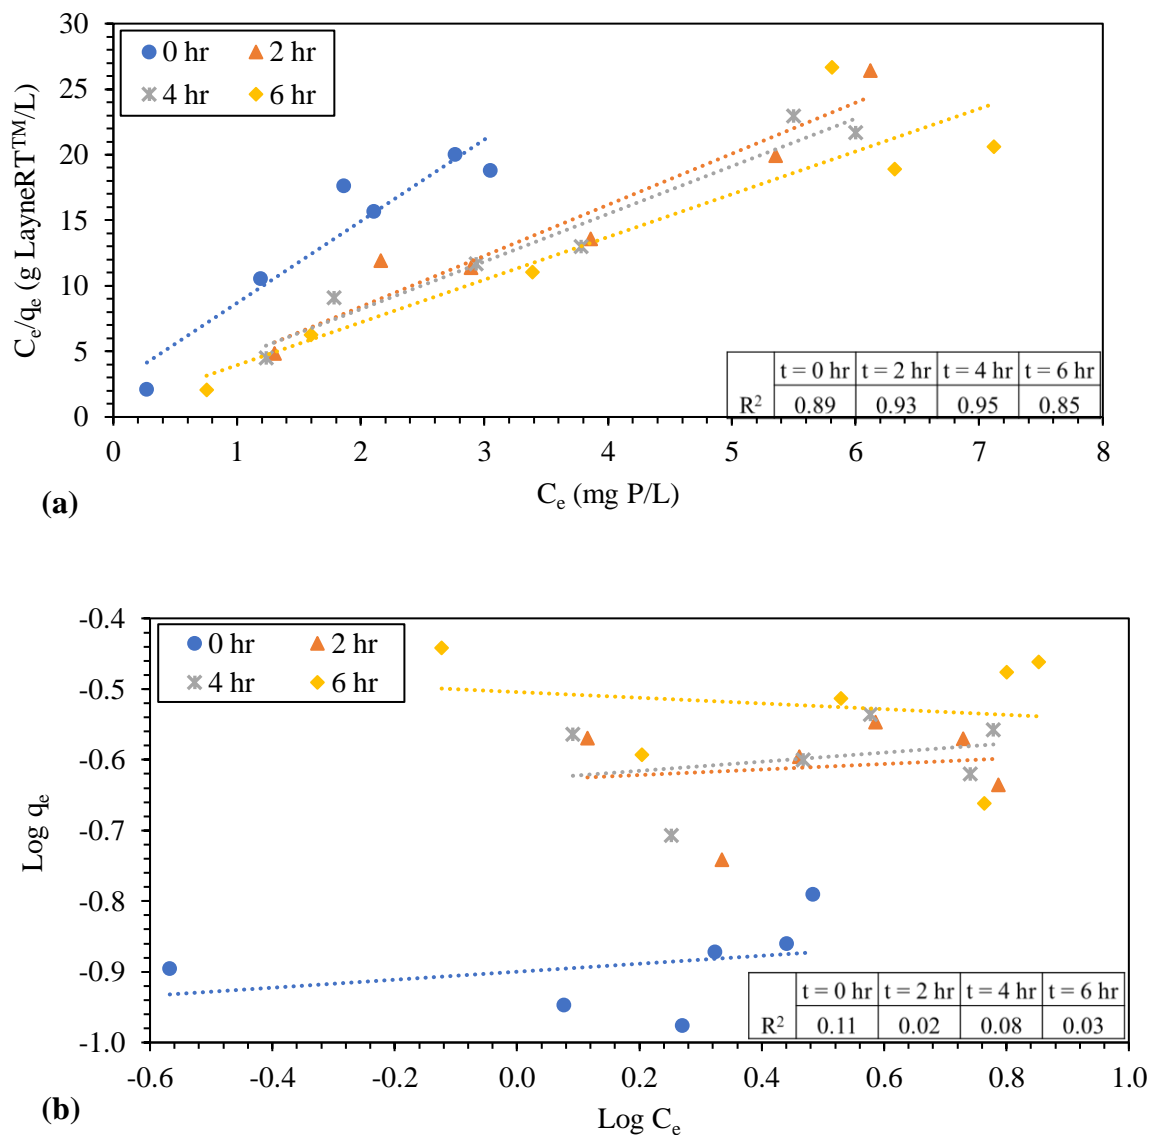 30
25
20
15
10
5
0
C_e/q_e (g LayneRT™/L)
0 hr 2 hr
4 hr 6 hr
t = 0 hr t = 2 hr t = 4 hr t = 6 hr
R² 0.89 0.93 0.95 0.85
0 1 2 3 4 5 6 7 8
C_e (mg P/L)
(a)
-0.4
-0.5
-0.6
-0.7
-0.8
-0.9
-1.0
Log q_e
0 hr 2 hr
4 hr 6 hr
t = 0 hr t = 2 hr t = 4 hr t = 6 hr
R² 0.11 0.02 0.08 0.03
-0.6 -0.4 -0.2 0.0 0.2 0.4 0.6 0.8 1.0
Log C_e
(b)